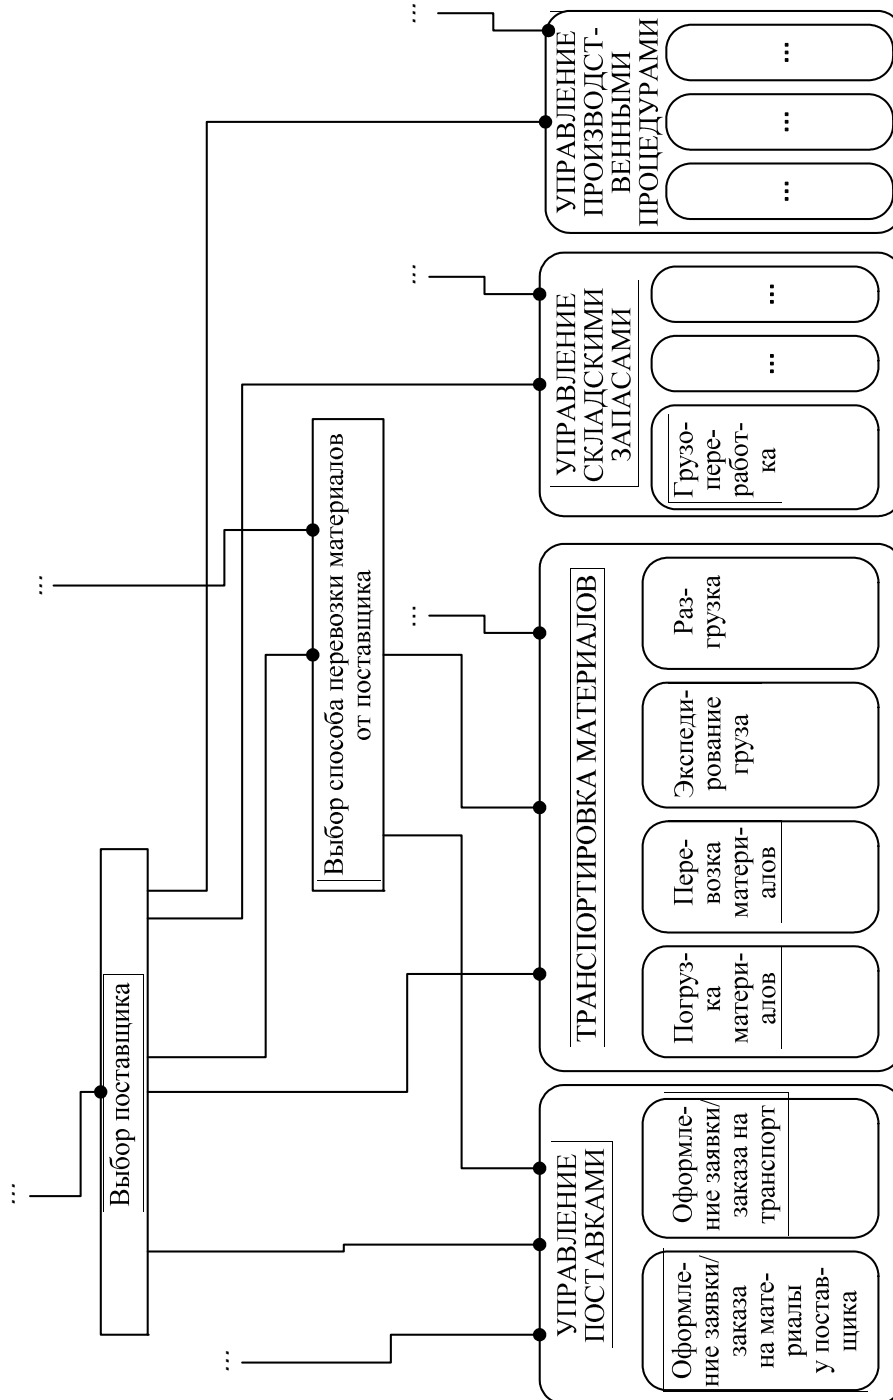 ...
Выбор поставщика
...
...
Выбор способа перевозки материалов
от поставщика
...
УПРАВЛЕНИЕ
ПОСТАВКАМИ
Оформле-
ние заявки/
заказа
на мате-
риалы
у постав-
щика
Оформле-
ние заявки/
заказа на
транспорт
...
ТРАНСПОРТИРОВКА МАТЕРИАЛОВ
Погруз-
ка
матери-
алов
Пере-
возка
матери-
алов
Экспеди-
рование
груза
Раз-
грузка
...
УПРАВЛЕНИЕ
СКЛАДСКИМИ
ЗАПАСАМИ
Грузо-
пере-
работ-
ка
...
...
УПРАВЛЕНИЕ
ПРОИЗВОДСТ-
ВЕННЫМИ
ПРОЦЕДУРАМИ
...
...
...